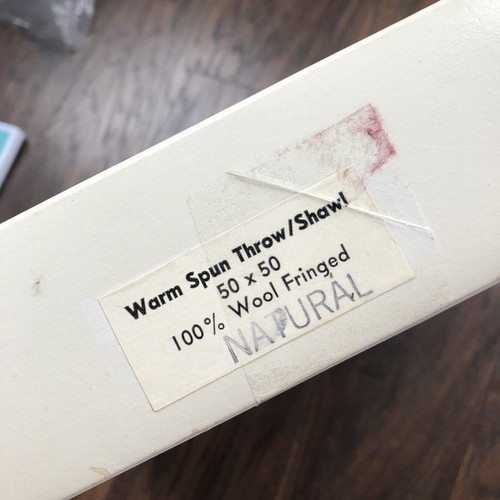 Warm Spun Throw/Shawl
50 x 50
100% Wool Fringed
NATURAL